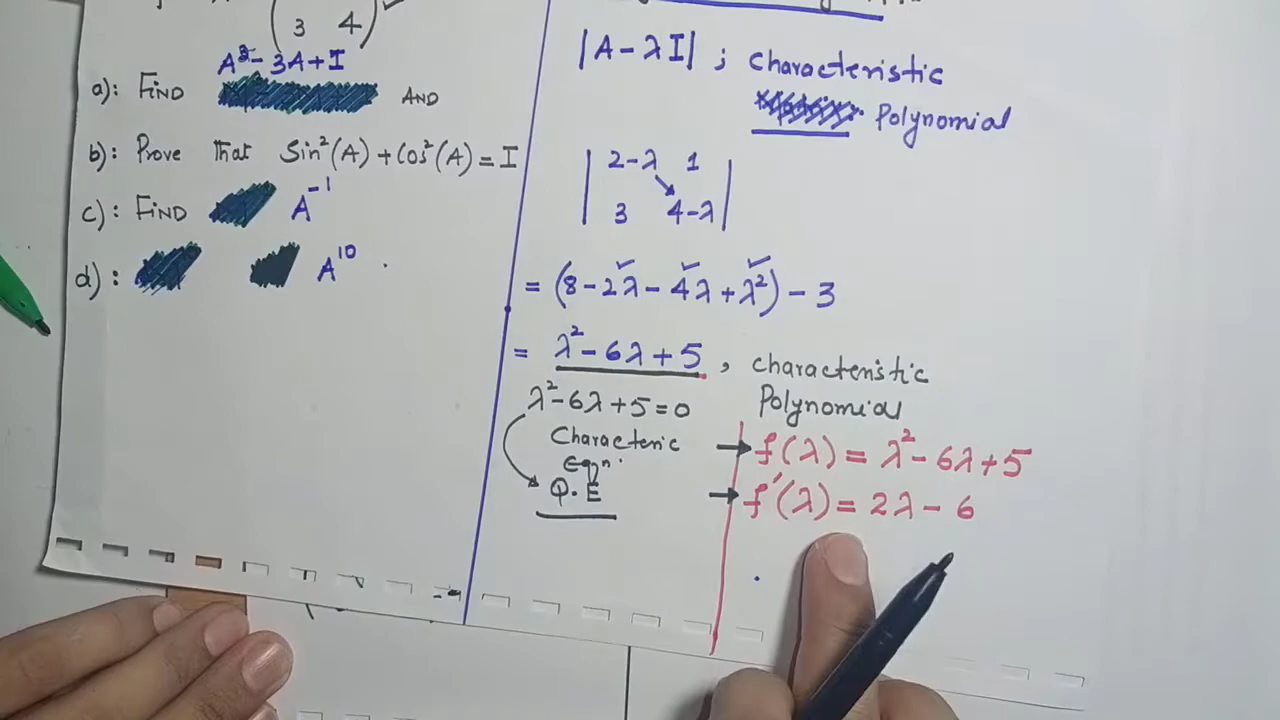 3 4
A² - 3A + I
a): FIND AND
b): Prove that Sin²(A) + Cos²(A) = I
c): FIND A⁻¹
d): A¹⁰ .
|A - λI| ; Characteristic
Polynomial
2-λ 1
3 4-λ
= (8 - 2λ - 4λ + λ²) - 3
= λ² - 6λ + 5 , characteristic
Polynomial
λ² - 6λ + 5 = 0
Characteric
Eqn.
Q.E
f(λ) = λ² - 6λ + 5
f'(λ) = 2λ - 6